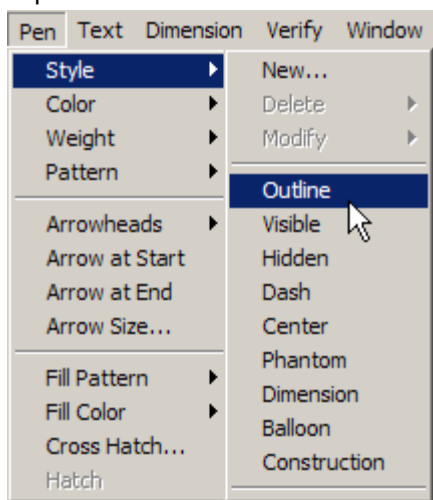 Pen Text Dimension Verify Window
Style
Color
Weight
Pattern
Arrowheads
Arrow at Start
Arrow at End
Arrow Size...
Fill Pattern
Fill Color
Cross Hatch...
Hatch
New...
Delete
Modify
Outline
Visible
Hidden
Dash
Center
Phantom
Dimension
Balloon
Construction